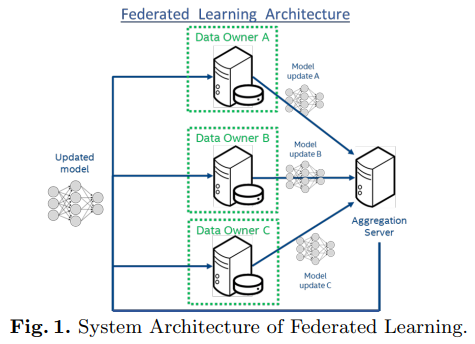 Federated Learning Architecture
Data Owner A
Model
update A
Data Owner B
Model
update B
Updated
model
Aggregation
Server
Data Owner C
Model
update C
Fig. 1. System Architecture of Federated Learning.